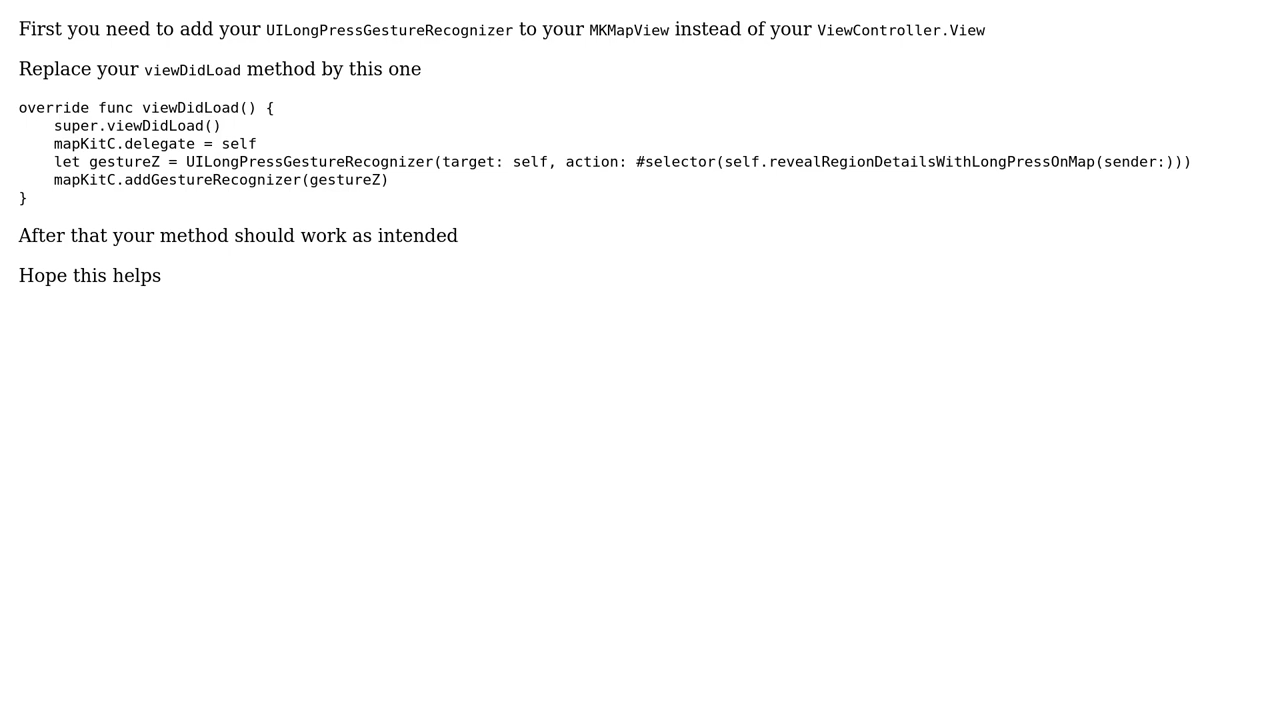 First you need to add your UILongPressGestureRecognizer to your MKMapView instead of your ViewController.View
Replace your viewDidLoad method by this one
override func viewDidLoad() {
    super.viewDidLoad()
    mapKitC.delegate = self
    let gestureZ = UILongPressGestureRecognizer(target: self, action: #selector(self.revealRegionDetailsWithLongPressOnMap(sender:)))
    mapKitC.addGestureRecognizer(gestureZ)
}
After that your method should work as intended
Hope this helps